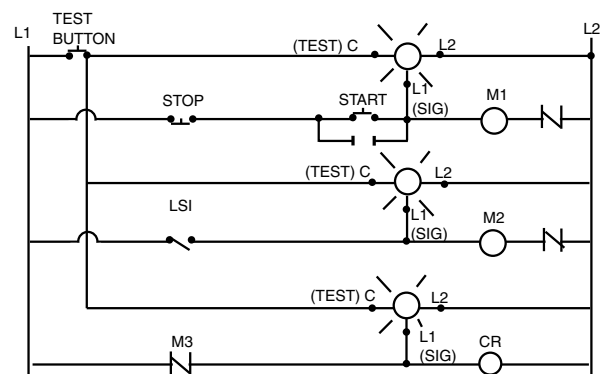 L1
TEST
BUTTON
(TEST) C
L2
L2
L1
(SIG)
STOP
START
M1
(TEST) C
L2
LSI
L1
(SIG)
M2
(TEST) C
L2
M3
L1
(SIG)
CR